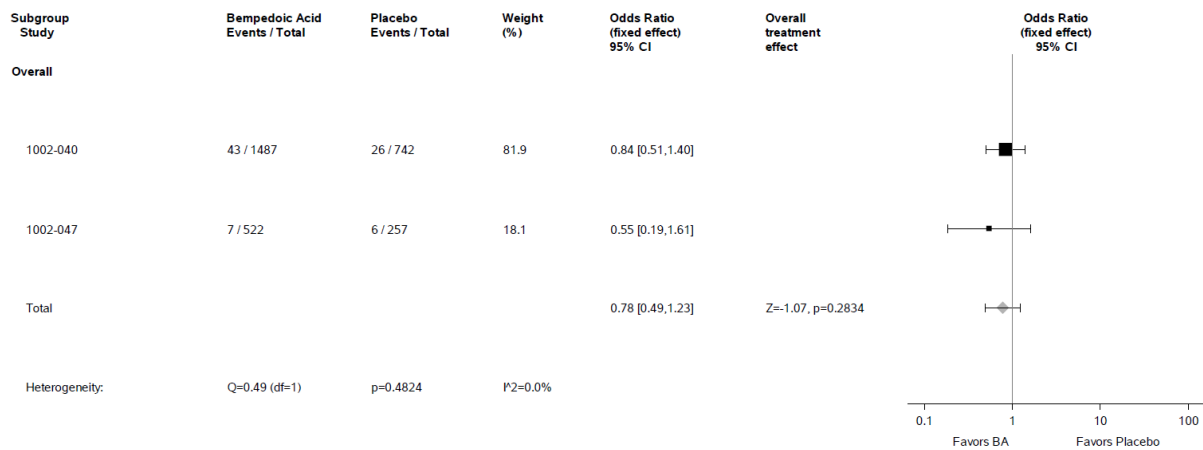 Subgroup Bempedoic Acid Placebo Weight Odds Ratio Overall Odds Ratio
Study Events / Total Events / Total (%) (fixed effect) treatment (fixed effect)
95% CI effect 95% CI
Overall
1002-040 43 / 1487 26 / 742 81.9 0.84 [0.51,1.40]
1002-047 7 / 522 6 / 257 18.1 0.55 [0.19,1.61]
Total 0.78 [0.49,1.23] Z=-1.07, p=0.2834
Heterogeneity: Q=0.49 (df=1) p=0.4824 I^2=0.0%
0.1 1 10 100
Favors BA Favors Placebo